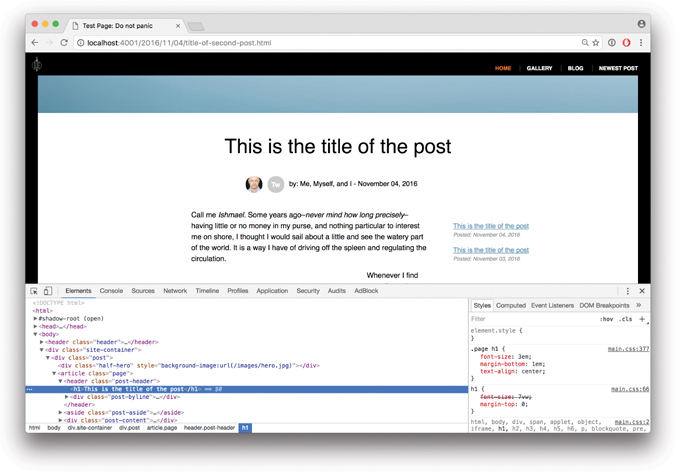 Test Page: Do not panic
localhost:4001/2016/11/04/title-of-second-post.html
HOME
GALLERY
BLOG
NEWEST POST
This is the title of the post
Tw
by: Me, Myself, and I - November 04, 2016
Call me Ishmael. Some years ago–never mind how long precisely–
having little or no money in my purse, and nothing particular to interest
me on shore, I thought I would sail about a little and see the watery part
of the world. It is a way I have of driving off the spleen and regulating the
circulation.
Whenever I find
This is the title of the post
Posted: November 04, 2016
This is the title of the post
Posted: November 03, 2016
Elements Console Sources Network Timeline Profiles Application Security Audits AdBlock
<!DOCTYPE html>
<html>
#shadow-root (open)
<head>…</head>
<body>
<header class="header">…</header>
<div class="site-container">
<div class="post">
<div class="half-hero" style="background-image:url(/images/hero.jpg)"></div>
<article class="page">
<header class="post-header">
… <h1>This is the title of the post</h1> == $0
<div class="post-byline">…</div>
</header>
<aside class="post-aside">…</aside>
<div class="post-content">…</div>
html body div.site-container div.post article.page header.post-header h1
Styles Computed Event Listeners DOM Breakpoints »
Filter :hov .cls +
element.style {
}
.page h1 { main.css:377
font-size: 3em;
margin-bottom: 1em;
text-align: center;
}
h1 { main.css:66
font-size: 7vw;
margin-top: 0;
}
html, body, div, span, applet, object, main.css:2
iframe, h1, h2, h3, h4, h5, h6, p, blockquote, pre,